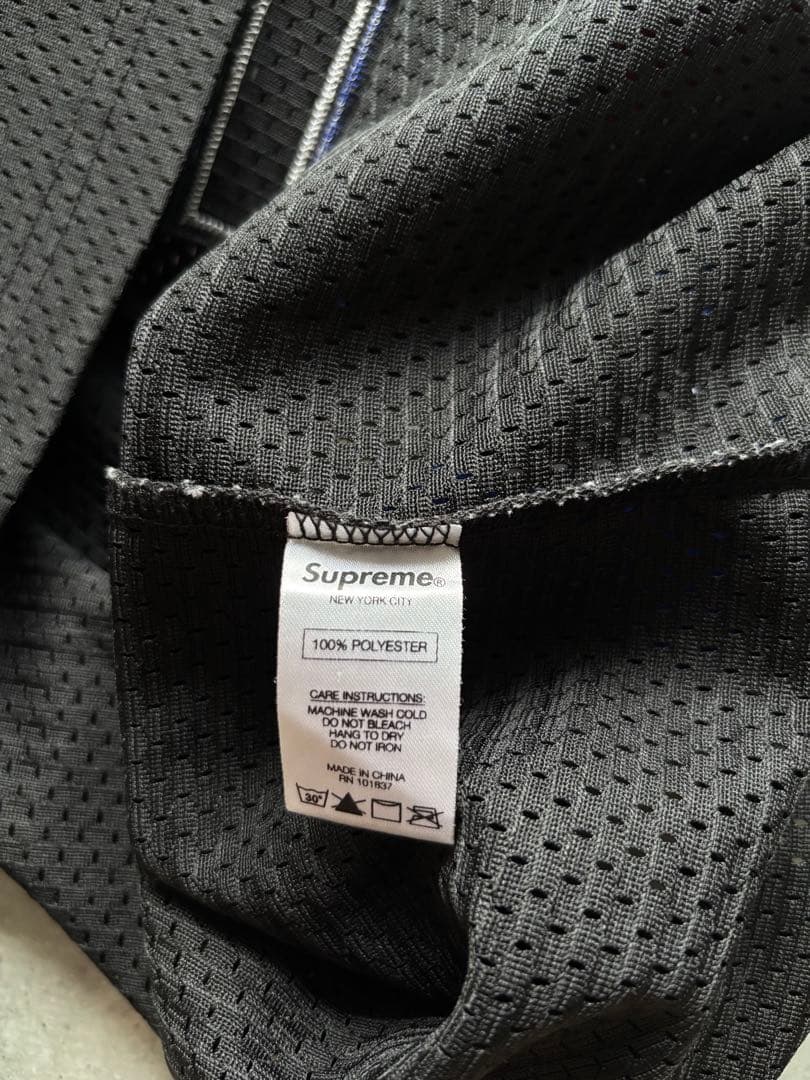 Supreme®
NEW YORK CITY
100% POLYESTER
CARE INSTRUCTIONS:
MACHINE WASH COLD
DO NOT BLEACH
HANG TO DRY
DO NOT IRON
MADE IN CHINA
RN 101837
30°